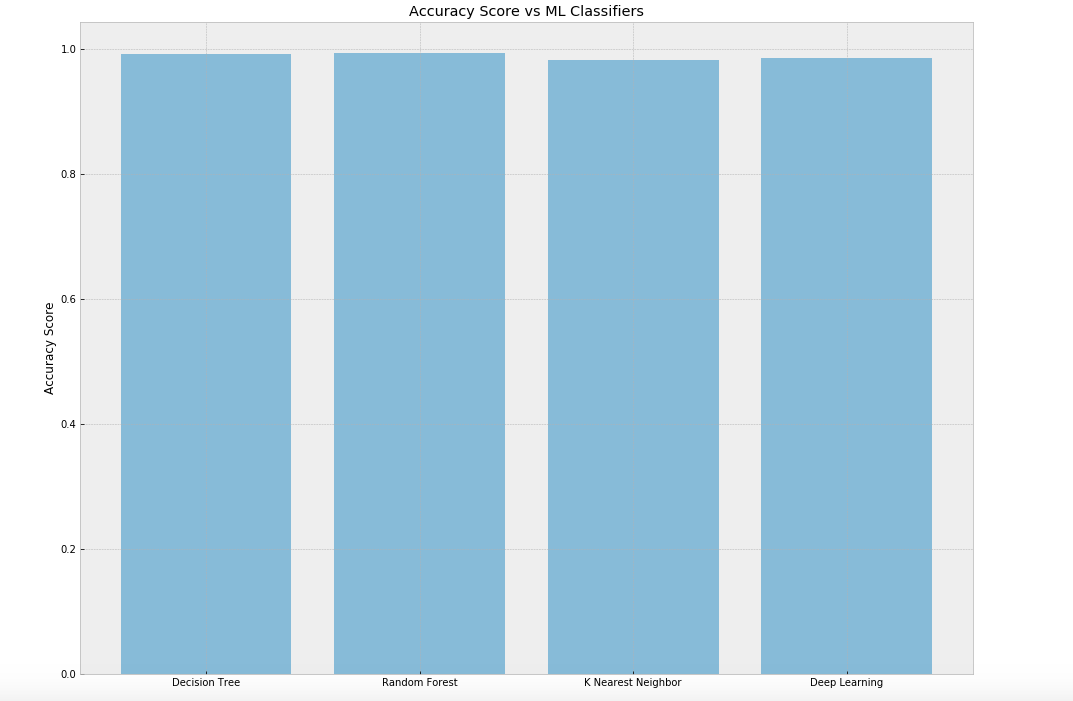 Accuracy Score vs ML Classifiers
Accuracy Score
1.0
0.8
0.6
0.4
0.2
0.0
Decision Tree
Random Forest
K Nearest Neighbor
Deep Learning